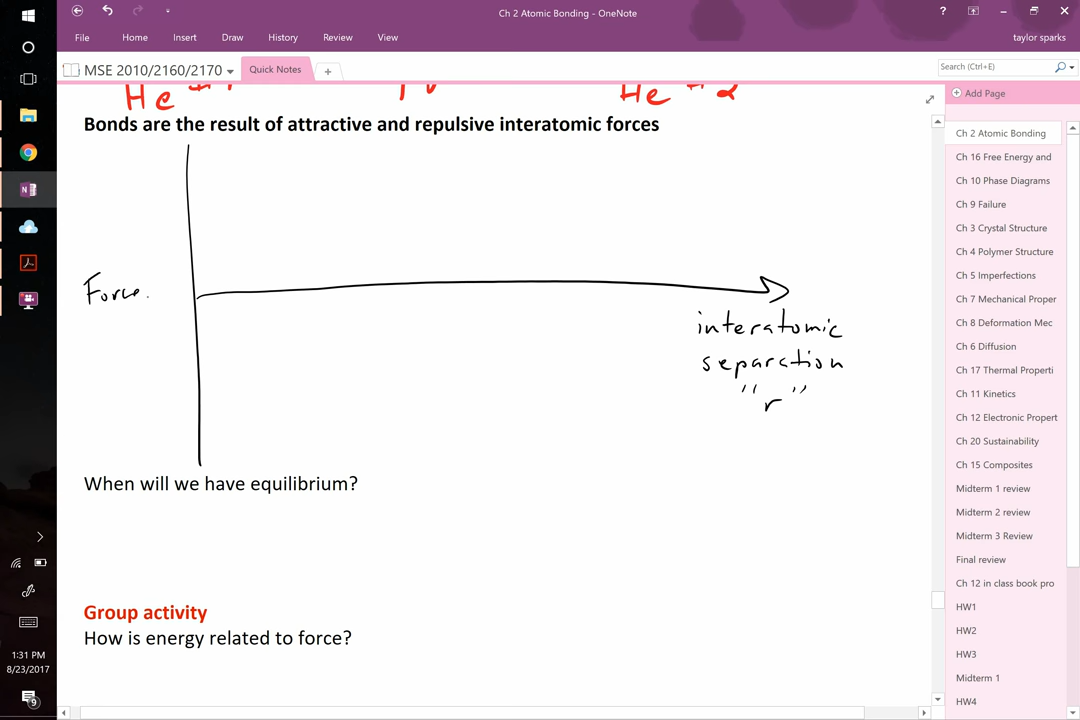 Ch 2 Atomic Bonding - OneNote
?
File
Home
Insert
Draw
History
Review
View
taylor sparks
MSE 2010/2160/2170
Quick Notes
+
Search (Ctrl+E)
Add Page
He
He
Bonds are the result of attractive and repulsive interatomic forces
Force.
interatomic
separation
"r"
When will we have equilibrium?
Group activity
How is energy related to force?
Ch 2 Atomic Bonding
Ch 16 Free Energy and
Ch 10 Phase Diagrams
Ch 9 Failure
Ch 3 Crystal Structure
Ch 4 Polymer Structure
Ch 5 Imperfections
Ch 7 Mechanical Proper
Ch 8 Deformation Mec
Ch 6 Diffusion
Ch 17 Thermal Properti
Ch 11 Kinetics
Ch 12 Electronic Propert
Ch 20 Sustainability
Ch 15 Composites
Midterm 1 review
Midterm 2 review
Midterm 3 Review
Final review
Ch 12 in class book pro
HW1
HW2
HW3
Midterm 1
HW4
1:31 PM
8/23/2017
9